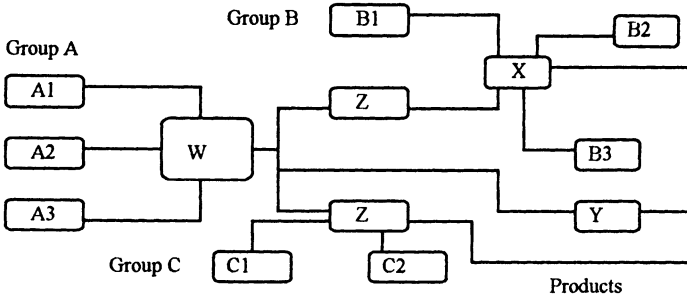 Group B
B1
B2
Group A
X
A1
Z
A2
W
B3
A3
Z
Y
Group C
C1
C2
Products